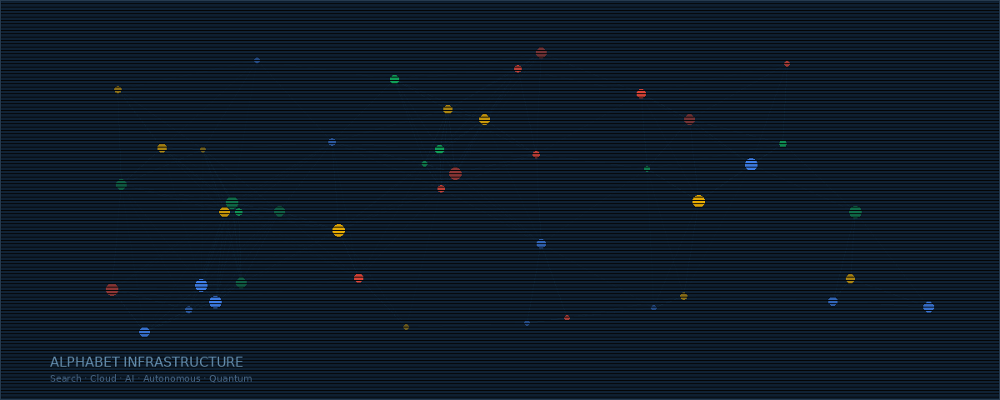 ALPHABET INFRASTRUCTURE
Search · Cloud · AI · Autonomous · Quantum